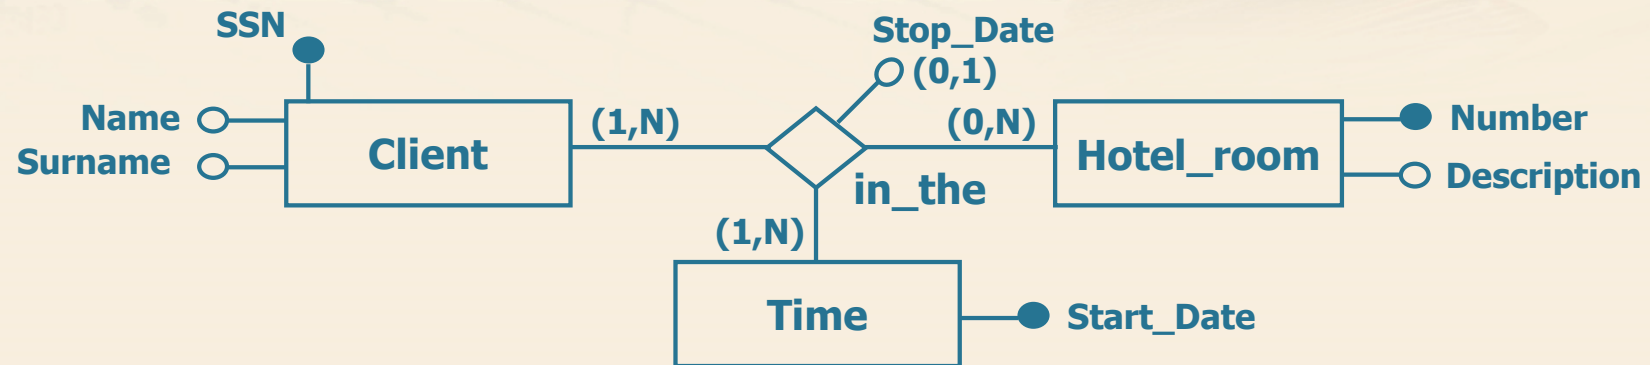 SSN
Stop_Date
(0,1)
Name
(1,N)
(0,N)
Number
Client
Hotel_room
Surname
Description
in_the
(1,N)
Time
Start_Date